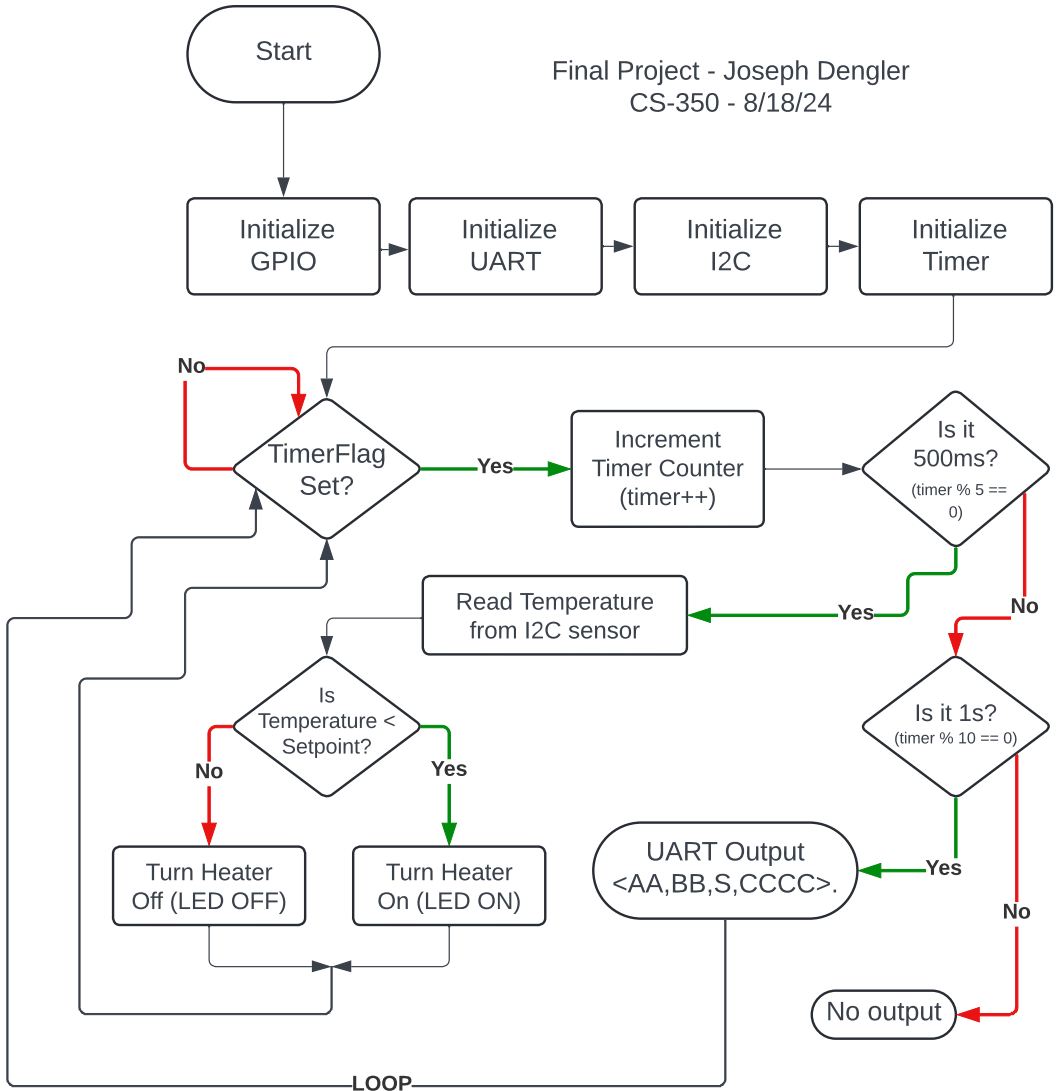 Start
Final Project - Joseph Dengler
CS-350 - 8/18/24
Initialize
GPIO
Initialize
UART
Initialize
I2C
Initialize
Timer
No
TimerFlag
Set?
Yes
Increment
Timer Counter
(timer++)
Is it
500ms?
(timer % 5 ==
0)
No
Yes
Read Temperature
from I2C sensor
Is
Temperature <
Setpoint?
No
Yes
Is it 1s?
(timer % 10 == 0)
Turn Heater
Off (LED OFF)
Turn Heater
On (LED ON)
UART Output
<AA,BB,S,CCCC>.
Yes
No
No output
LOOP